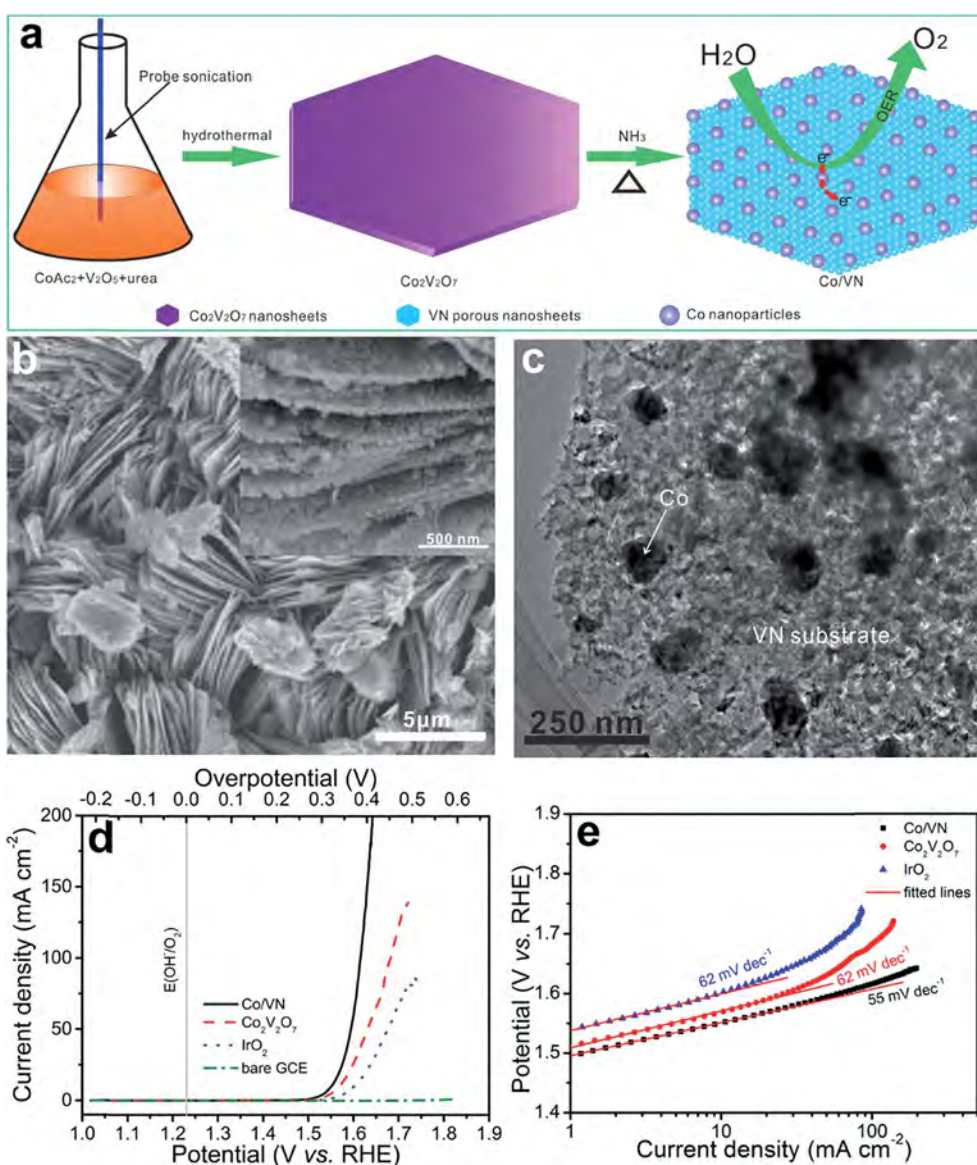 a
Probe sonication
hydrothermal
CoAc₂+V₂O₅+urea
Co₂V₂O₇
NH₃
△
H₂O
O₂
OER
e⁻
e⁻
Co/VN
Co₂V₂O₇ nanosheets
VN porous nanosheets
Co nanoparticles
b
500 nm
5μm
c
Co
VN substrate
250 nm
Overpotential (V)
-0.2 -0.1 0.0 0.1 0.2 0.3 0.4 0.5 0.6
d
200
150
100
50
0
Current density (mA cm⁻²)
E(OH⁻/O₂)
Co/VN
Co₂V₂O₇
IrO₂
bare GCE
1.0 1.1 1.2 1.3 1.4 1.5 1.6 1.7 1.8 1.9
Potential (V vs. RHE)
e
1.9
1.8
1.7
1.6
1.5
1.4
Potential (V vs. RHE)
Co/VN
Co₂V₂O₇
IrO₂
fitted lines
62 mV dec⁻¹
62 mV dec⁻¹
55 mV dec⁻¹
1 10 100
Current density (mA cm⁻²)